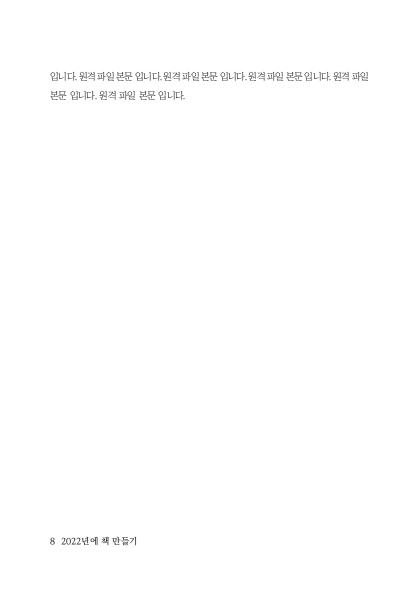 입니다. 원격 파일 본문 입니다. 원격 파일 본문 입니다. 원격 파일 본문 입니다. 원격 파일
본문 입니다. 원격 파일 본문 입니다.
8 2022년에 책 만들기